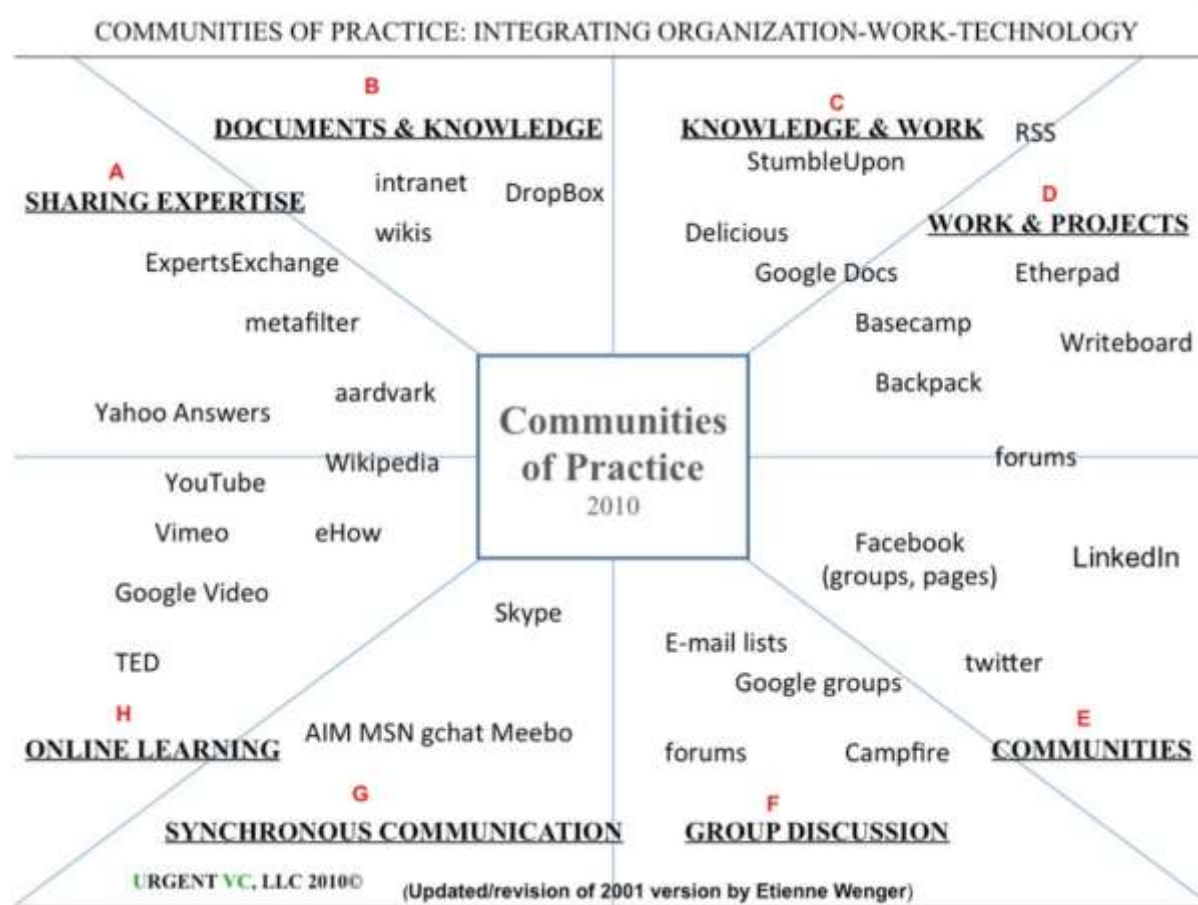 COMMUNITIES OF PRACTICE: INTEGRATING ORGANIZATION-WORK-TECHNOLOGY
B
DOCUMENTS & KNOWLEDGE
intranet
DropBox
wikis
C
KNOWLEDGE & WORK
RSS
StumbleUpon
Delicious
Google Docs
A
SHARING EXPERTISE
ExpertsExchange
metafilter
aardvark
Yahoo Answers
Wikipedia
D
WORK & PROJECTS
Etherpad
Basecamp
Writeboard
Backpack
forums
Communities
of Practice
2010
YouTube
Vimeo
eHow
Google Video
TED
H
ONLINE LEARNING
Facebook
(groups, pages)
LinkedIn
twitter
E
COMMUNITIES
Skype
AIM MSN gchat Meebo
G
SYNCHRONOUS COMMUNICATION
E-mail lists
Google groups
forums
Campfire
F
GROUP DISCUSSION
URGENT VC, LLC 2010©
(Updated/revision of 2001 version by Etienne Wenger)